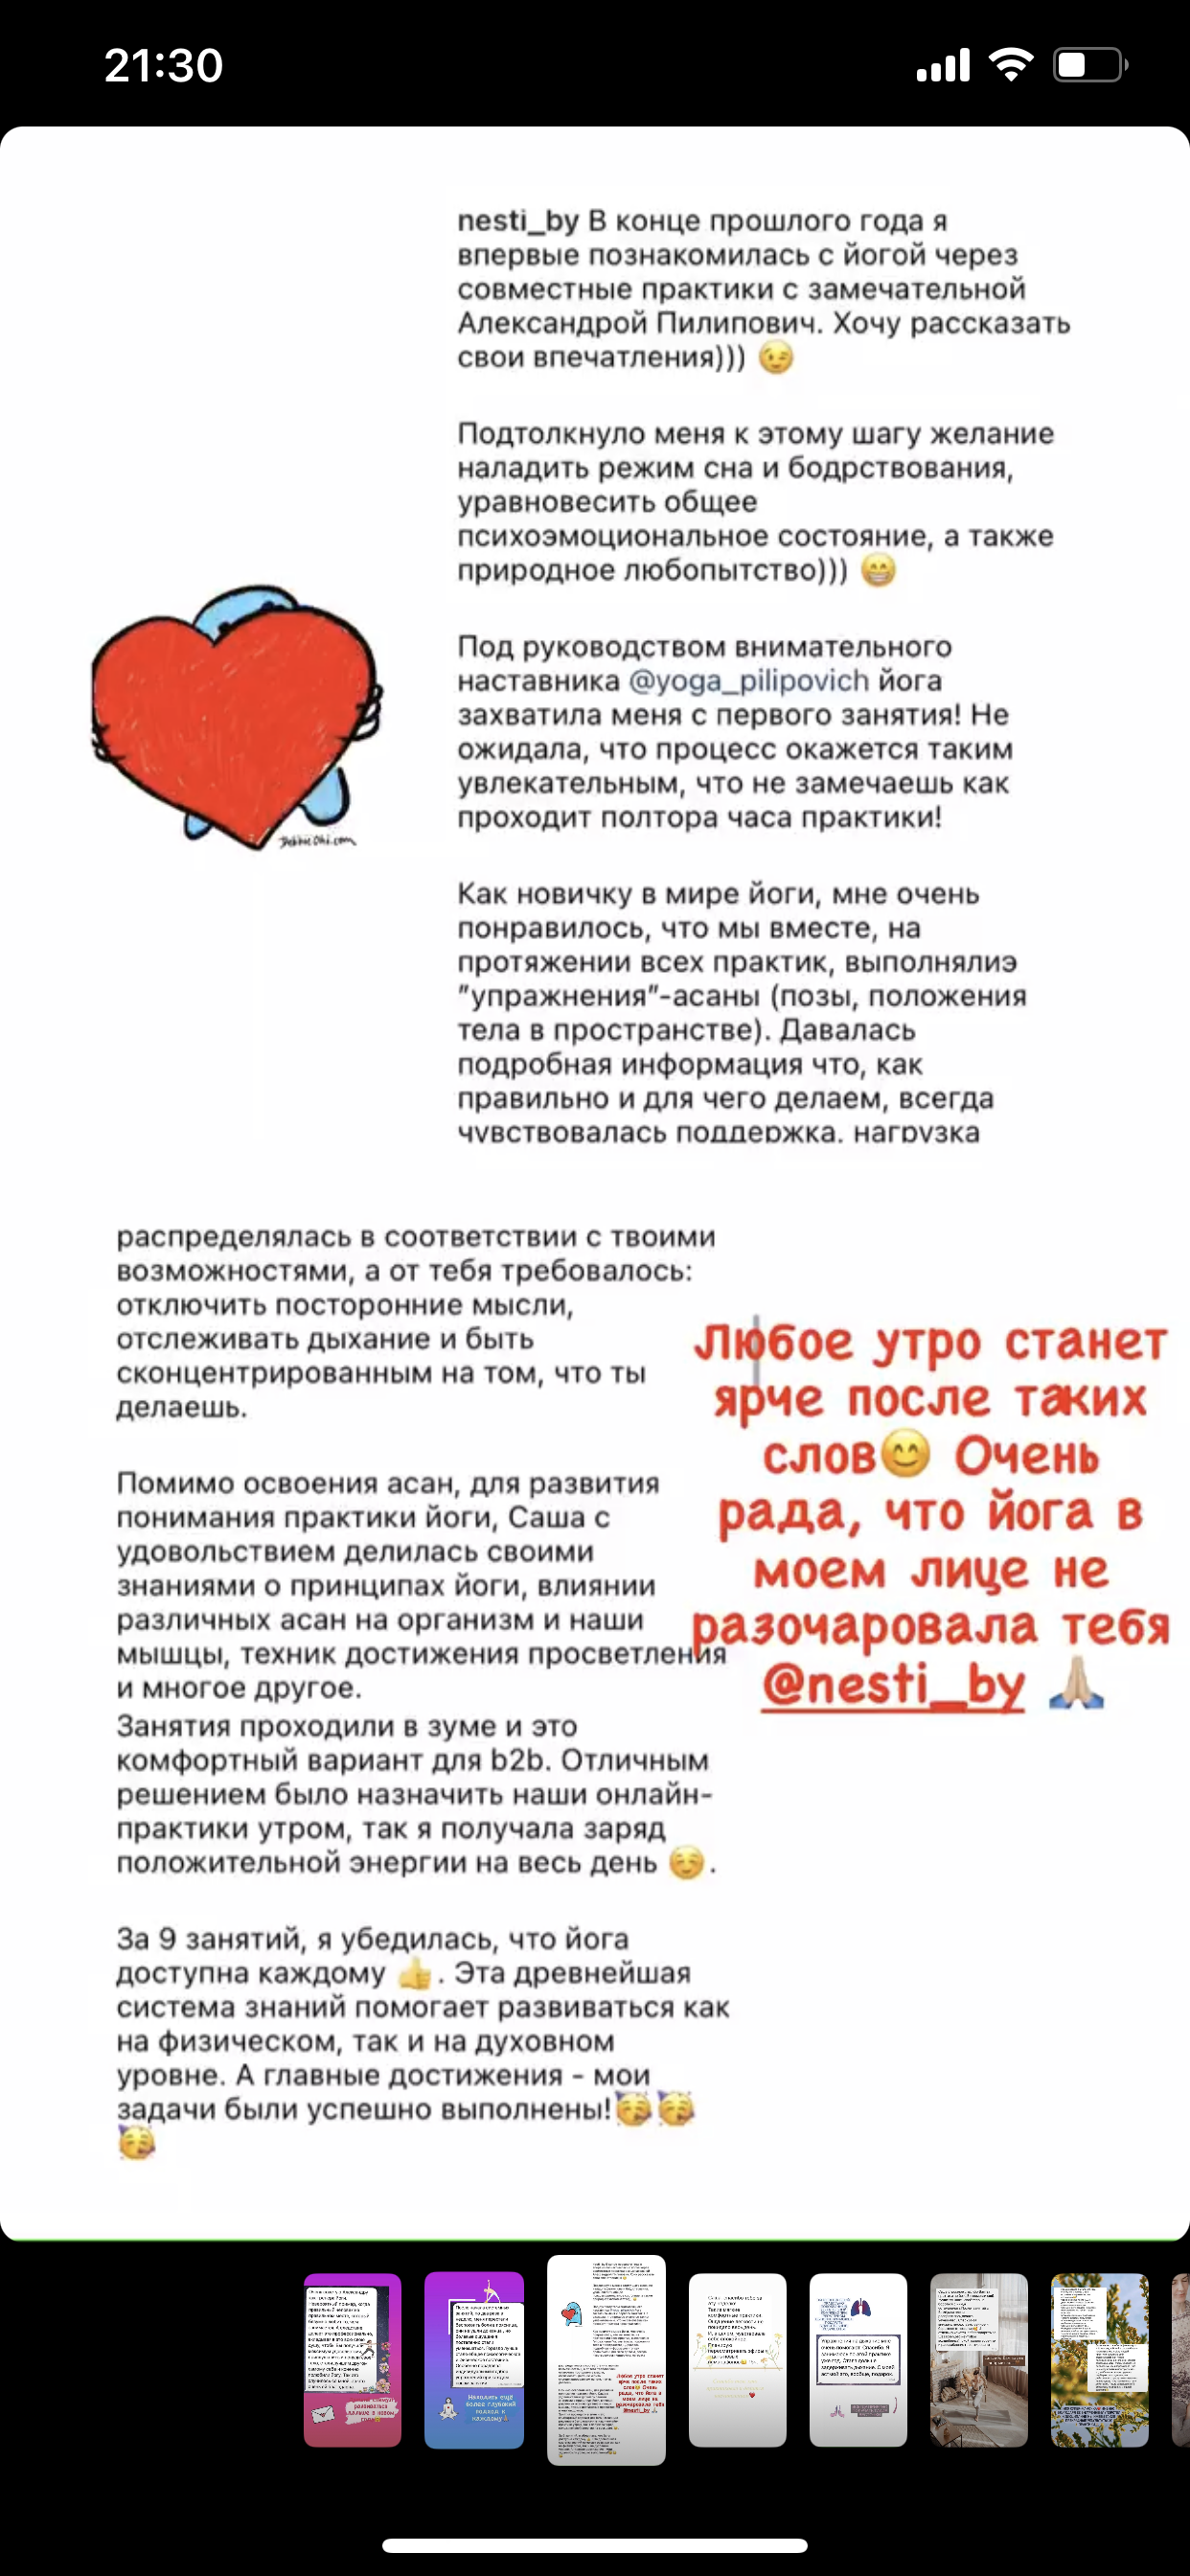 21:30
nesti_by В конце прошлого года я
впервые познакомилась с йогой через
совместные практики с замечательной
Александрой Пилипович. Хочу рассказать
свои впечатления))) 😉
Подтолкнуло меня к этому шагу желание
наладить режим сна и бодрствования,
уравновесить общее
психоэмоциональное состояние, а также
природное любопытство))) 😁
Под руководством внимательного
наставника @yoga_pilipovich йога
захватила меня с первого занятия! Не
ожидала, что процесс окажется таким
увлекательным, что не замечаешь как
проходит полтора часа практики!
Как новичку в мире йоги, мне очень
понравилось, что мы вместе, на
протяжении всех практик, выполнялиэ
"упражнения"-асаны (позы, положения
тела в пространстве). Давалась
подробная информация что, как
правильно и для чего делаем, всегда
чувствовалась поддержка, нагрузка
распределялась в соответствии с твоими
возможностями, а от тебя требовалось:
отключить посторонние мысли,
отслеживать дыхание и быть
сконцентрированным на том, что ты
делаешь.
Помимо освоения асан, для развития
понимания практики йоги, Саша с
удовольствием делилась своими
знаниями о принципах йоги, влиянии
различных асан на организм и наши
мышцы, техник достижения просветления
и многое другое.
Занятия проходили в зуме и это
комфортный вариант для b2b. Отличным
решением было назначить наши онлайн-
практики утром, так я получала заряд
положительной энергии на весь день ☺️.
За 9 занятий, я убедилась, что йога
доступна каждому 👍. Эта древнейшая
система знаний помогает развиваться как
на физическом, так и на духовном
уровне. А главные достижения - мои
задачи были успешно выполнены!🥳🥳
🥳
Любое утро станет
ярче после таких
слов😊 Очень
рада, что йога в
моем лице не
разочаровала тебя
@nesti_by 🙏🏼